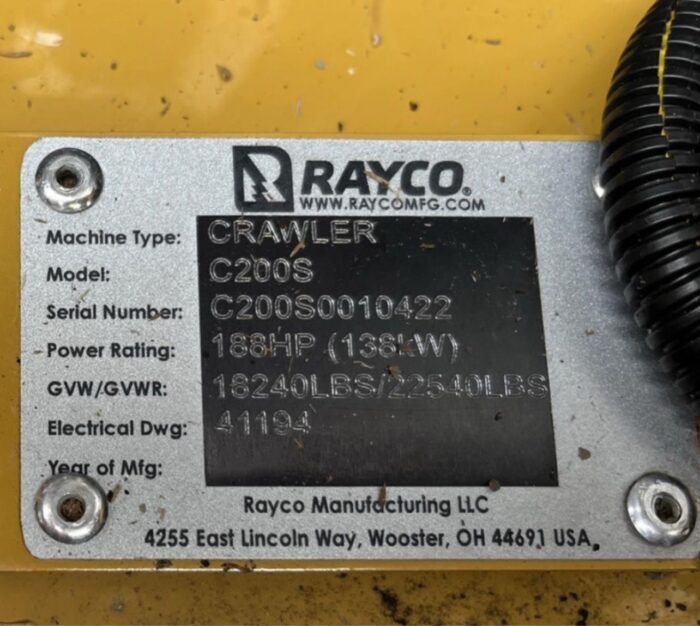 RAYCO®
WWW.RAYCOMFG.COM
Machine Type: CRAWLER
Model: C200S
Serial Number: C200S0010422
Power Rating: 188HP (138kW)
GVW/GVWR: 18240LBS/22540LBS
Electrical Dwg: 41194
Year of Mfg:
Rayco Manufacturing LLC
4255 East Lincoln Way, Wooster, OH 44691 USA